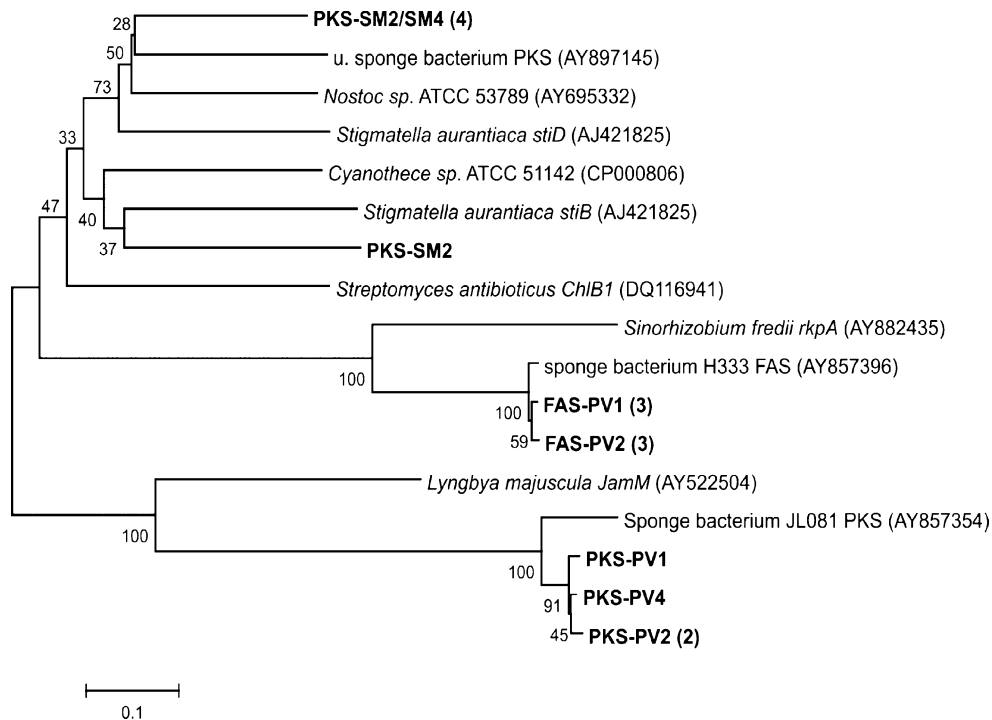 28
PKS-SM2/SM4 (4)
50
u. sponge bacterium PKS (AY897145)
73
Nostoc sp. ATCC 53789 (AY695332)
33
Stigmatella aurantiaca stiD (AJ421825)
Cyanothece sp. ATCC 51142 (CP000806)
47
40
Stigmatella aurantiaca stiB (AJ421825)
37
PKS-SM2
Streptomyces antibioticus ChlB1 (DQ116941)
Sinorhizobium fredii rkpA (AY882435)
100
sponge bacterium H333 FAS (AY857396)
100
FAS-PV1 (3)
59
FAS-PV2 (3)
Lyngbya majuscula JamM (AY522504)
100
Sponge bacterium JL081 PKS (AY857354)
100
PKS-PV1
91
PKS-PV4
45
PKS-PV2 (2)
0.1